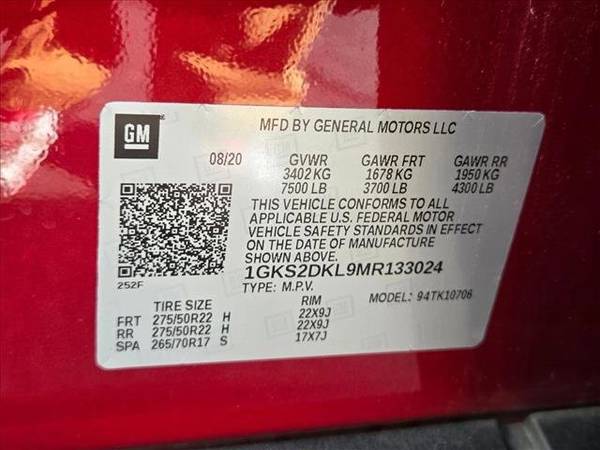 GM
MFD BY GENERAL MOTORS LLC
08/20 GVWR GAWR FRT GAWR RR
3402 KG 1678 KG 1950 KG
7500 LB 3700 LB 4300 LB
THIS VEHICLE CONFORMS TO ALL
APPLICABLE U.S. FEDERAL MOTOR
VEHICLE SAFETY STANDARDS IN EFFECT
ON THE DATE OF MANUFACTURE
SHOWN ABOVE.
252F
1GKS2DKL9MR133024
TYPE: M.P.V. MODEL: 94TK10706
TIRE SIZE RIM
FRT 275/50R22 H 22X9J
RR 275/50R22 H 22X9J
SPA 265/70R17 S 17X7J